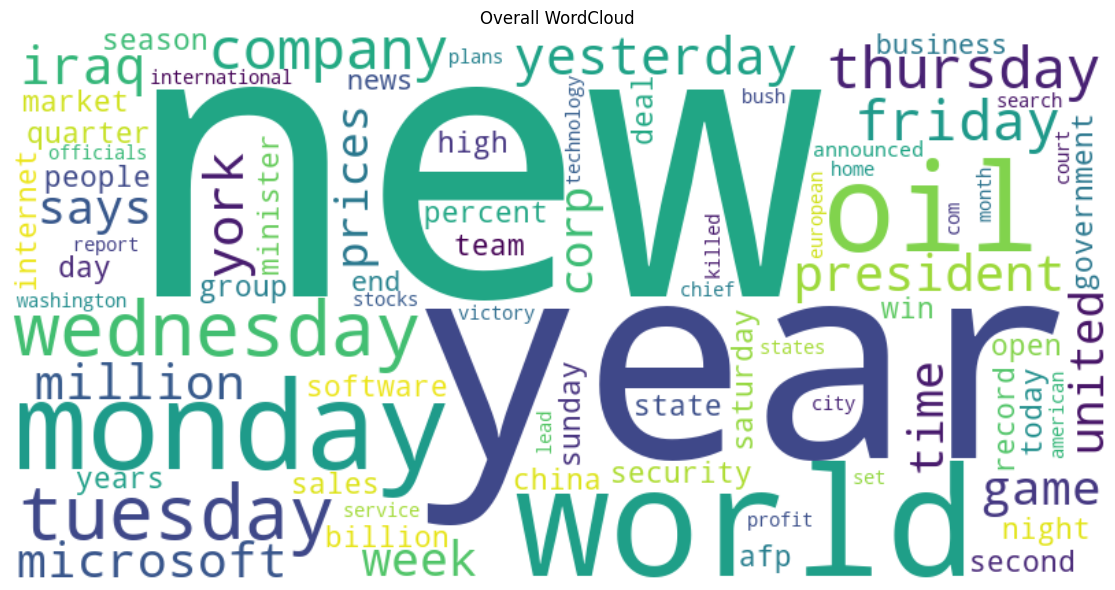 Overall WordCloud
season
company
plans
yesterday
business
thursday
iraq
international
news
technology
deal
bush
search
friday
market
quarter
officials
new
high
announced
home
court
government
internet
people
says
york
minister
prices
percent
team
corp
killed
european
oil
com
month
report
day
group
end
stocks
chief
president
washington
victory
win
wednesday
year
saturday
states
open
united
million
software
lead
sunday
state
city
time
record
today
american
monday
years
sales
china
security
set
game
tuesday
service
billion
world
profit
night
microsoft
week
afp
second